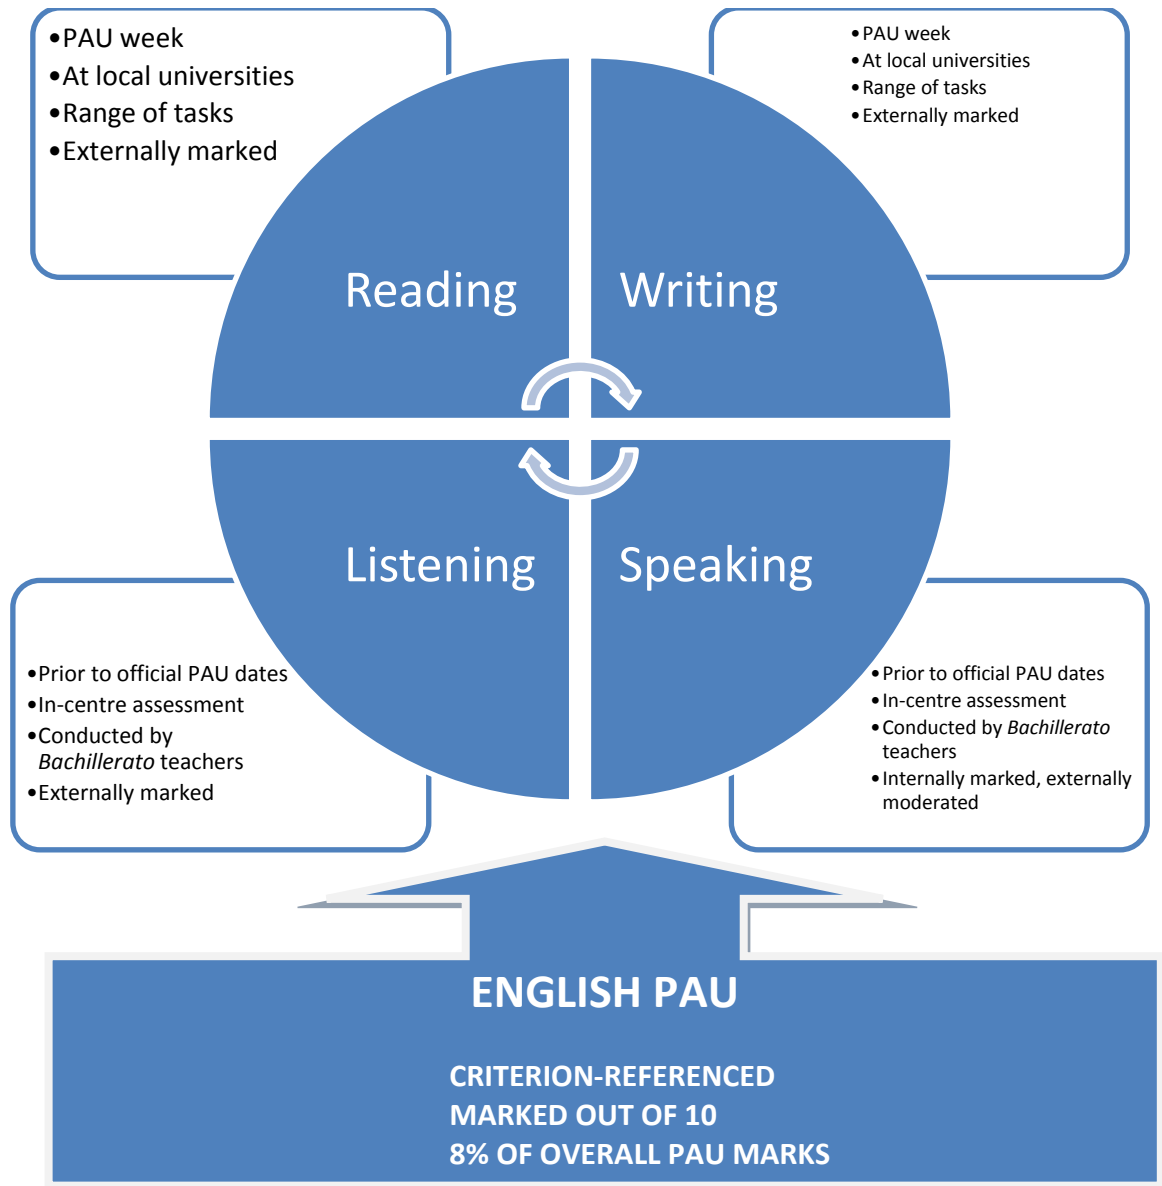 •PAU week
•At local universities
•Range of tasks
•Externally marked
•PAU week
•At local universities
•Range of tasks
•Externally marked
Reading
Writing
Listening
Speaking
•Prior to official PAU dates
•In-centre assessment
•Conducted by
Bachillerato teachers
•Externally marked
•Prior to official PAU dates
•In-centre assessment
•Conducted by Bachillerato
teachers
•Internally marked, externally
moderated
ENGLISH PAU
CRITERION-REFERENCED
MARKED OUT OF 10
8% OF OVERALL PAU MARKS